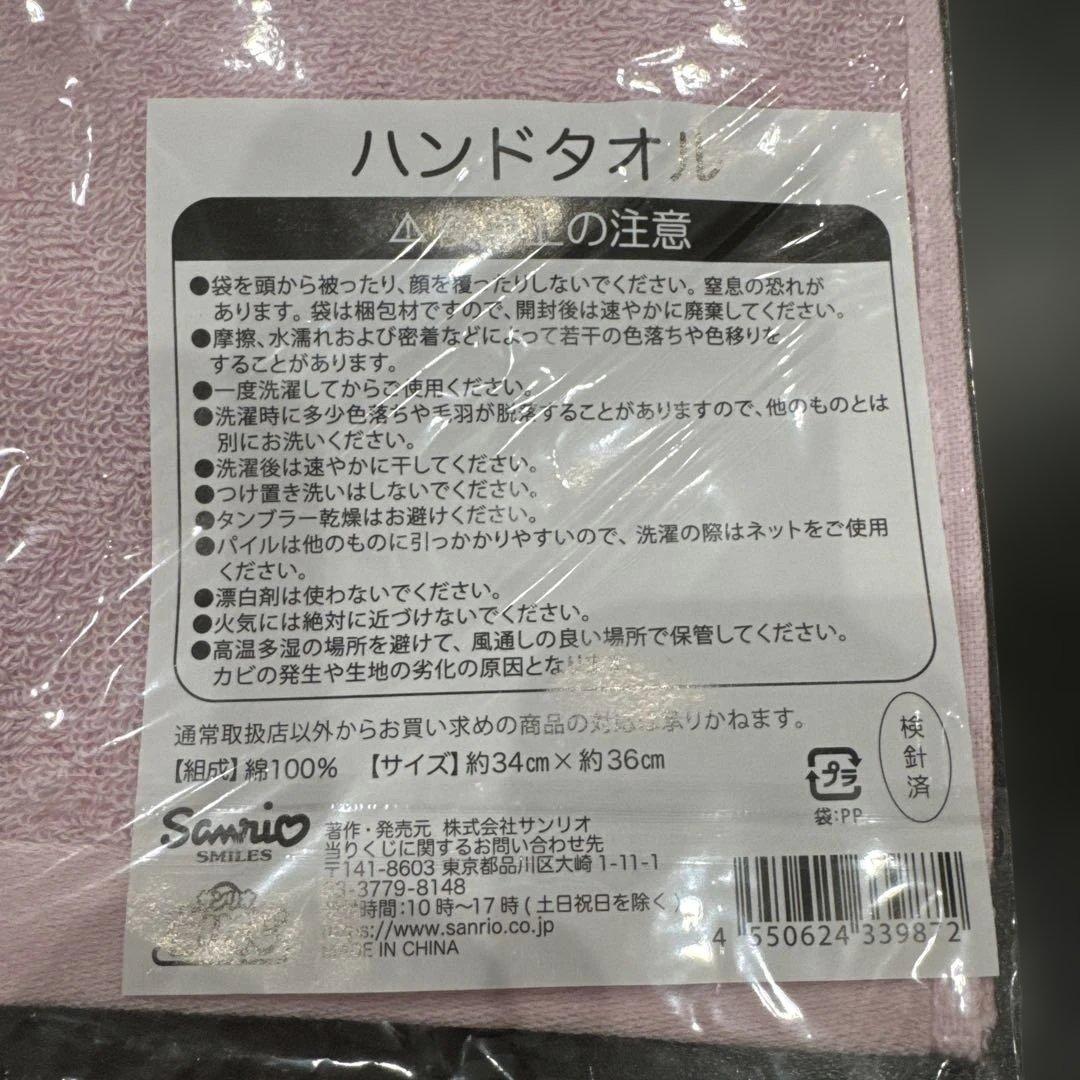 ハンドタオル
⚠ 上の注意
●袋を頭から被ったり、顔を覆ったりしないでください。窒息の恐れが
あります。袋は梱包材ですので、開封後は速やかに廃棄してください。
●摩擦、水濡れおよび密着などによって若干の色落ちや色移りを
することがあります。
●一度洗濯してからご使用ください。
●洗濯時に多少色落ちや毛羽が脱落することがありますので、他のものとは
別にお洗いください。
●洗濯後は速やかに干してください。
●つけ置き洗いはしないでください。
●タンブラー乾燥はお避けください。
●パイルは他のものに引っかかりやすいので、洗濯の際はネットをご使用
ください。
●漂白剤は使わないでください。
●火気には絶対に近づけないでください。
●高温多湿の場所を避けて、風通しの良い場所で保管してください。
カビの発生や生地の劣化の原因となり
通常取扱店以外からお買い求めの商品の対応は承りかねます。
【組成】綿100% 【サイズ】約34cm×約36cm
検針済
プラ
袋:PP
Sanrio
SMILES
著作・発売元 株式会社サンリオ
当りくじに関するお問い合わせ先
〒141-8603 東京都品川区大崎 1-11-1
03-3779-8148
時間:10時〜17時(土日祝日を除く)
https://www.sanrio.co.jp
MADE IN CHINA
4 550624 339872